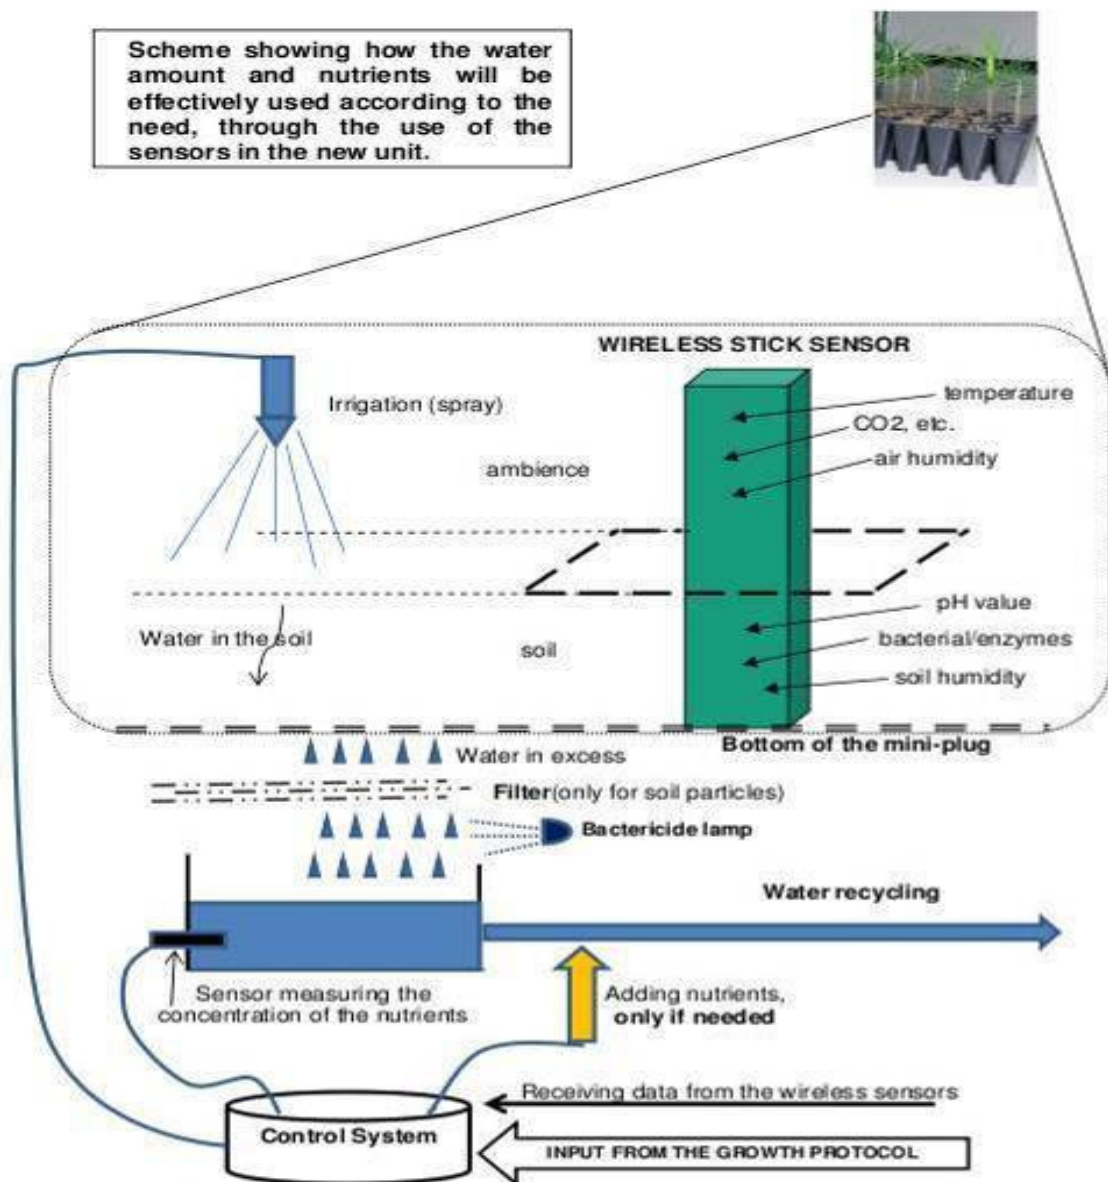 Scheme showing how the water
amount and nutrients will be
effectively used according to the
need, through the use of the
sensors in the new unit.
WIRELESS STICK SENSOR
Irrigation (spray)
temperature
CO2, etc.
ambience
air humidity
pH value
Water in the soil
soil
bacterial/enzymes
soil humidity
Bottom of the mini-plug
Water in excess
Filter(only for soil particles)
Bactericide lamp
Water recycling
Sensor measuring the
concentration of the nutrients
Adding nutrients,
only if needed
Receiving data from the wireless sensors
Control System
INPUT FROM THE GROWTH PROTOCOL